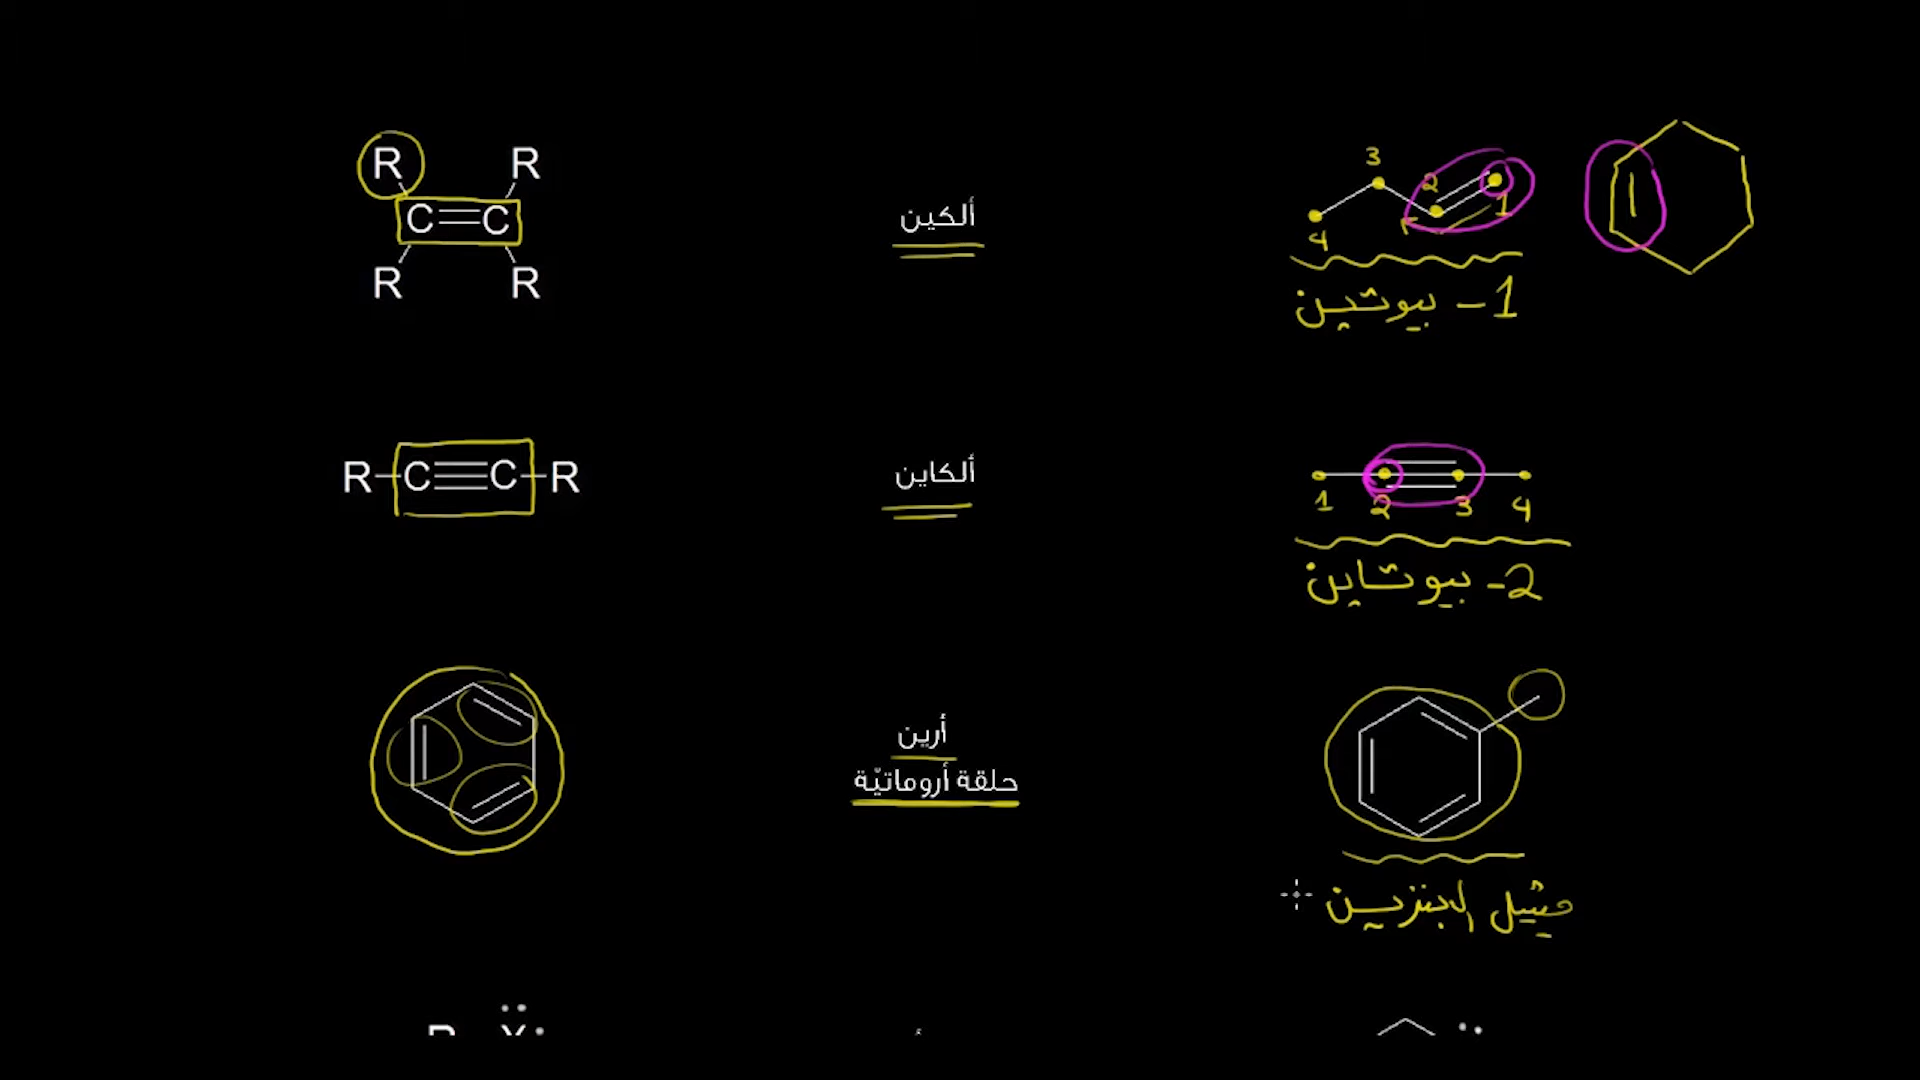 R R
C=C
R R
ألكين
3 2 1 4
1- بيوتين
R-C≡C-R
ألكاين
1 2 3 4
2- بيوتاين
أرين
حلقة أروماتيّة
ميثيل البنزين